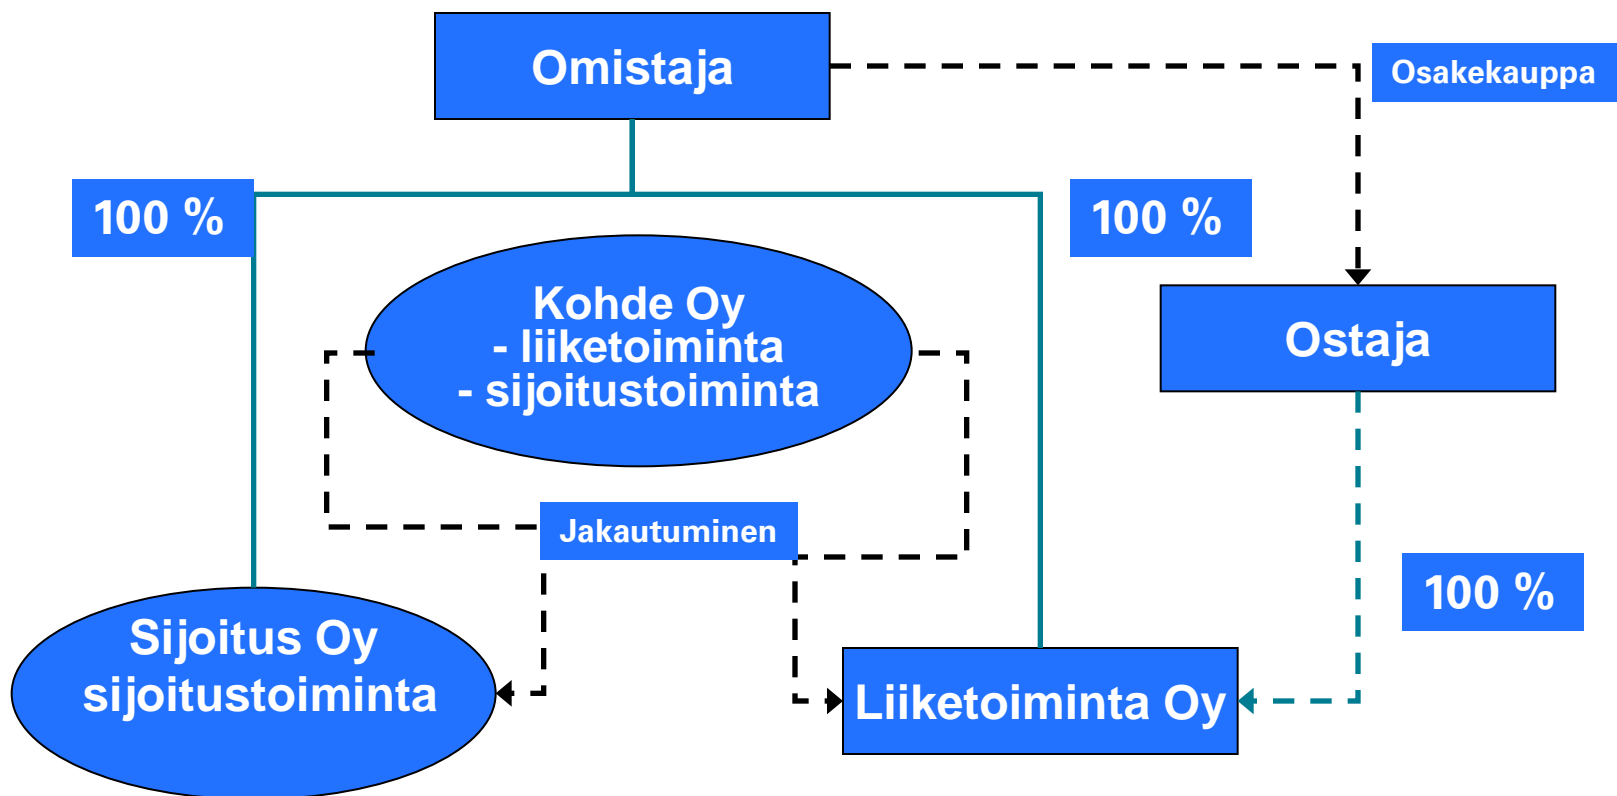 Omistaja
Osakekauppa
100 %
100 %
Kohde Oy
- liiketoiminta
- sijoitustoiminta
Ostaja
Jakautuminen
100 %
Sijoitus Oy
sijoitustoiminta
Liiketoiminta Oy